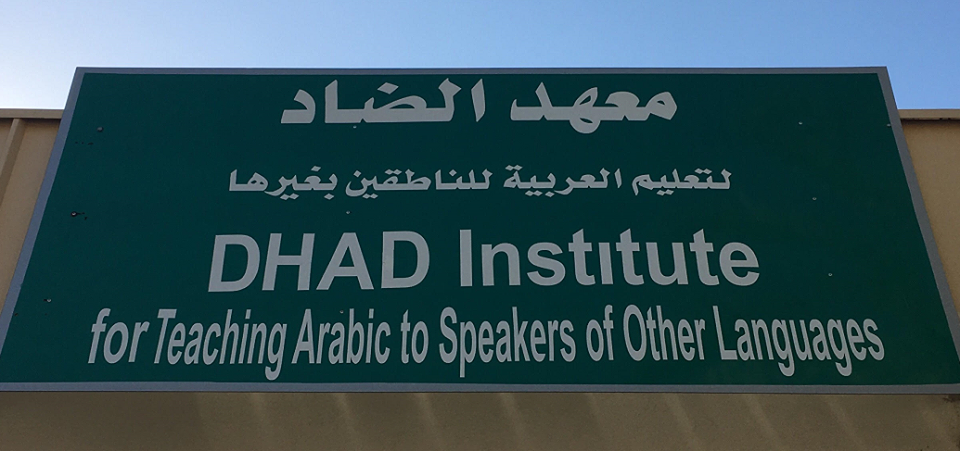 معهد الضاد
لتعليم العربية للناطقين بغيرها
DHAD Institute
for Teaching Arabic to Speakers of Other Languages